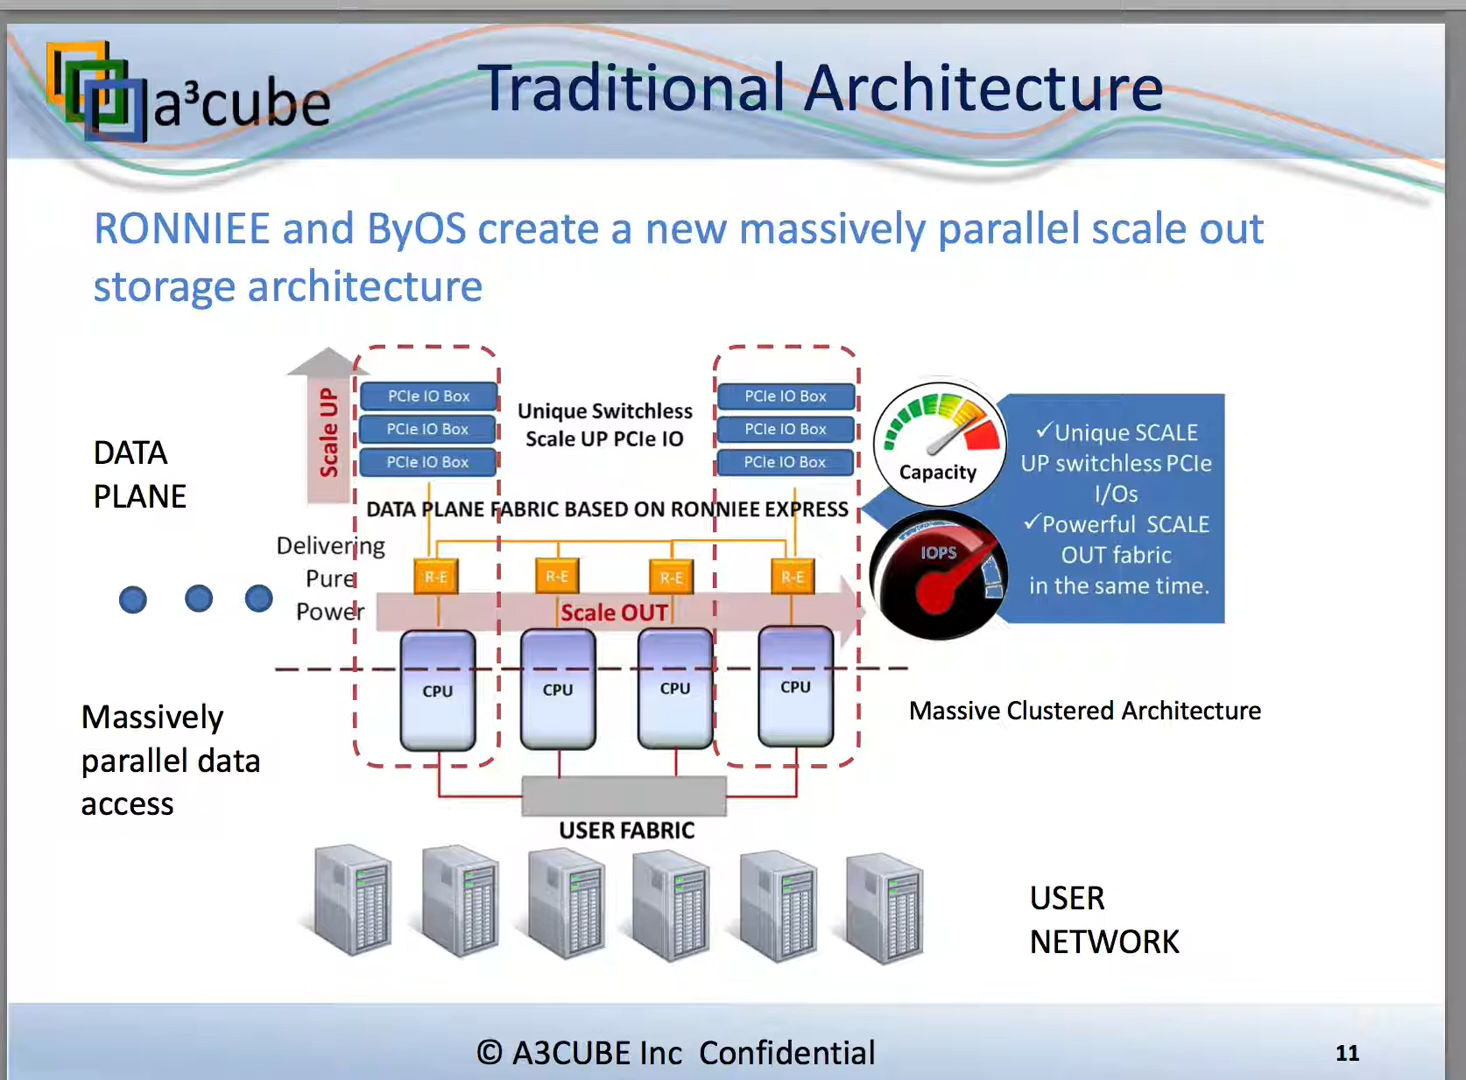 a³cube
Traditional Architecture
RONNIEE and ByOS create a new massively parallel scale out
storage architecture
DATA
PLANE
Scale UP
PCIe IO Box
PCIe IO Box
PCIe IO Box
Unique Switchless
Scale UP PCIe IO
PCIe IO Box
PCIe IO Box
PCIe IO Box
Capacity
✓Unique SCALE
UP switchless PCIe
I/Os
✓Powerful SCALE
OUT fabric
in the same time.
DATA PLANE FABRIC BASED ON RONNIEE EXPRESS
Delivering
Pure
Power
R-E
R-E
R-E
R-E
IOPS
Scale OUT
CPU
CPU
CPU
CPU
Massively
parallel data
access
Massive Clustered Architecture
USER FABRIC
USER
NETWORK
© A3CUBE Inc Confidential
11